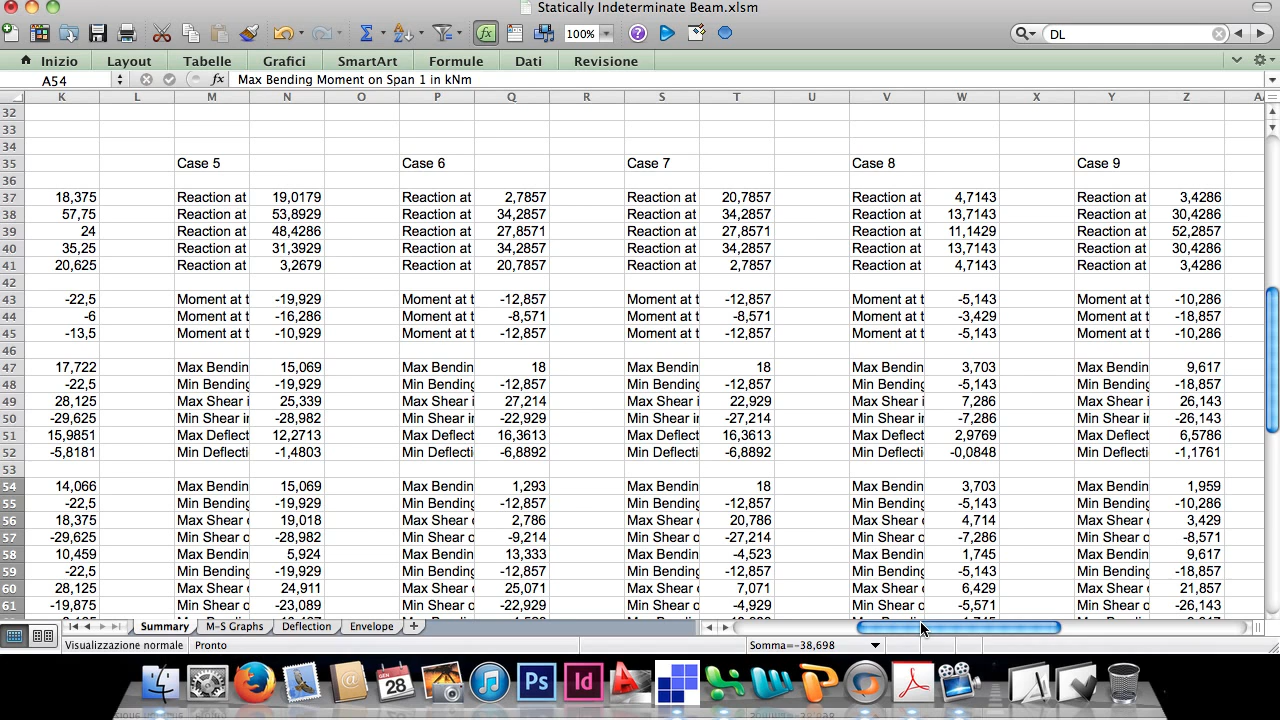 Statically Indeterminate Beam.xlsm
100% DL
Inizio Layout Tabelle Grafici SmartArt Formule Dati Revisione
A54 fx Max Bending Moment on Span 1 in kNm
K L M N O P Q R S T U V W X Y Z
32
33
34
35 Case 5 Case 6 Case 7 Case 8 Case 9
36
37 18,375 Reaction at 19,0179 Reaction at 2,7857 Reaction at 20,7857 Reaction at 4,7143 Reaction at 3,4286
38 57,75 Reaction at 53,8929 Reaction at 34,2857 Reaction at 34,2857 Reaction at 13,7143 Reaction at 30,4286
39 24 Reaction at 48,4286 Reaction at 27,8571 Reaction at 27,8571 Reaction at 11,1429 Reaction at 52,2857
40 35,25 Reaction at 31,3929 Reaction at 34,2857 Reaction at 34,2857 Reaction at 13,7143 Reaction at 30,4286
41 20,625 Reaction at 3,2679 Reaction at 20,7857 Reaction at 2,7857 Reaction at 4,7143 Reaction at 3,4286
42
43 -22,5 Moment at t -19,929 Moment at t -12,857 Moment at t -12,857 Moment at t -5,143 Moment at t -10,286
44 -6 Moment at t -16,286 Moment at t -8,571 Moment at t -8,571 Moment at t -3,429 Moment at t -18,857
45 -13,5 Moment at t -10,929 Moment at t -12,857 Moment at t -12,857 Moment at t -5,143 Moment at t -10,286
46
47 17,722 Max Bendin 15,069 Max Bendin 18 Max Bendin 18 Max Bendin 3,703 Max Bendin 9,617
48 -22,5 Min Bending -19,929 Min Bending -12,857 Min Bending -12,857 Min Bending -5,143 Min Bending -18,857
49 28,125 Max Shear i 25,339 Max Shear i 27,214 Max Shear i 22,929 Max Shear i 7,286 Max Shear i 26,143
50 -29,625 Min Shear ir -28,982 Min Shear ir -22,929 Min Shear ir -27,214 Min Shear ir -7,286 Min Shear ir -26,143
51 15,9851 Max Deflect 12,2713 Max Deflect 16,3613 Max Deflect 16,3613 Max Deflect 2,9769 Max Deflect 6,5786
52 -5,8181 Min Deflecti -1,4803 Min Deflecti -6,8892 Min Deflecti -6,8892 Min Deflecti -0,0848 Min Deflecti -1,1761
53
54 14,066 Max Bendin 15,069 Max Bendin 1,293 Max Bendin 18 Max Bendin 3,703 Max Bendin 1,959
55 -22,5 Min Bending -19,929 Min Bending -12,857 Min Bending -12,857 Min Bending -5,143 Min Bending -10,286
56 18,375 Max Shear c 19,018 Max Shear c 2,786 Max Shear c 20,786 Max Shear c 4,714 Max Shear c 3,429
57 -29,625 Min Shear c -28,982 Min Shear c -9,214 Min Shear c -27,214 Min Shear c -7,286 Min Shear c -8,571
58 10,459 Max Bendin 5,924 Max Bendin 13,333 Max Bendin -4,523 Max Bendin 1,745 Max Bendin 9,617
59 -22,5 Min Bending -19,929 Min Bending -12,857 Min Bending -12,857 Min Bending -5,143 Min Bending -18,857
60 28,125 Max Shear c 24,911 Max Shear c 25,071 Max Shear c 7,071 Max Shear c 6,429 Max Shear c 21,857
61 -19,875 Min Shear c -23,089 Min Shear c -22,929 Min Shear c -4,929 Min Shear c -5,571 Min Shear c -26,143
Summary M-S Graphs Deflection Envelope +
Visualizzazione normale Pronto Somma=-38,698
GEN 28 Ps Id